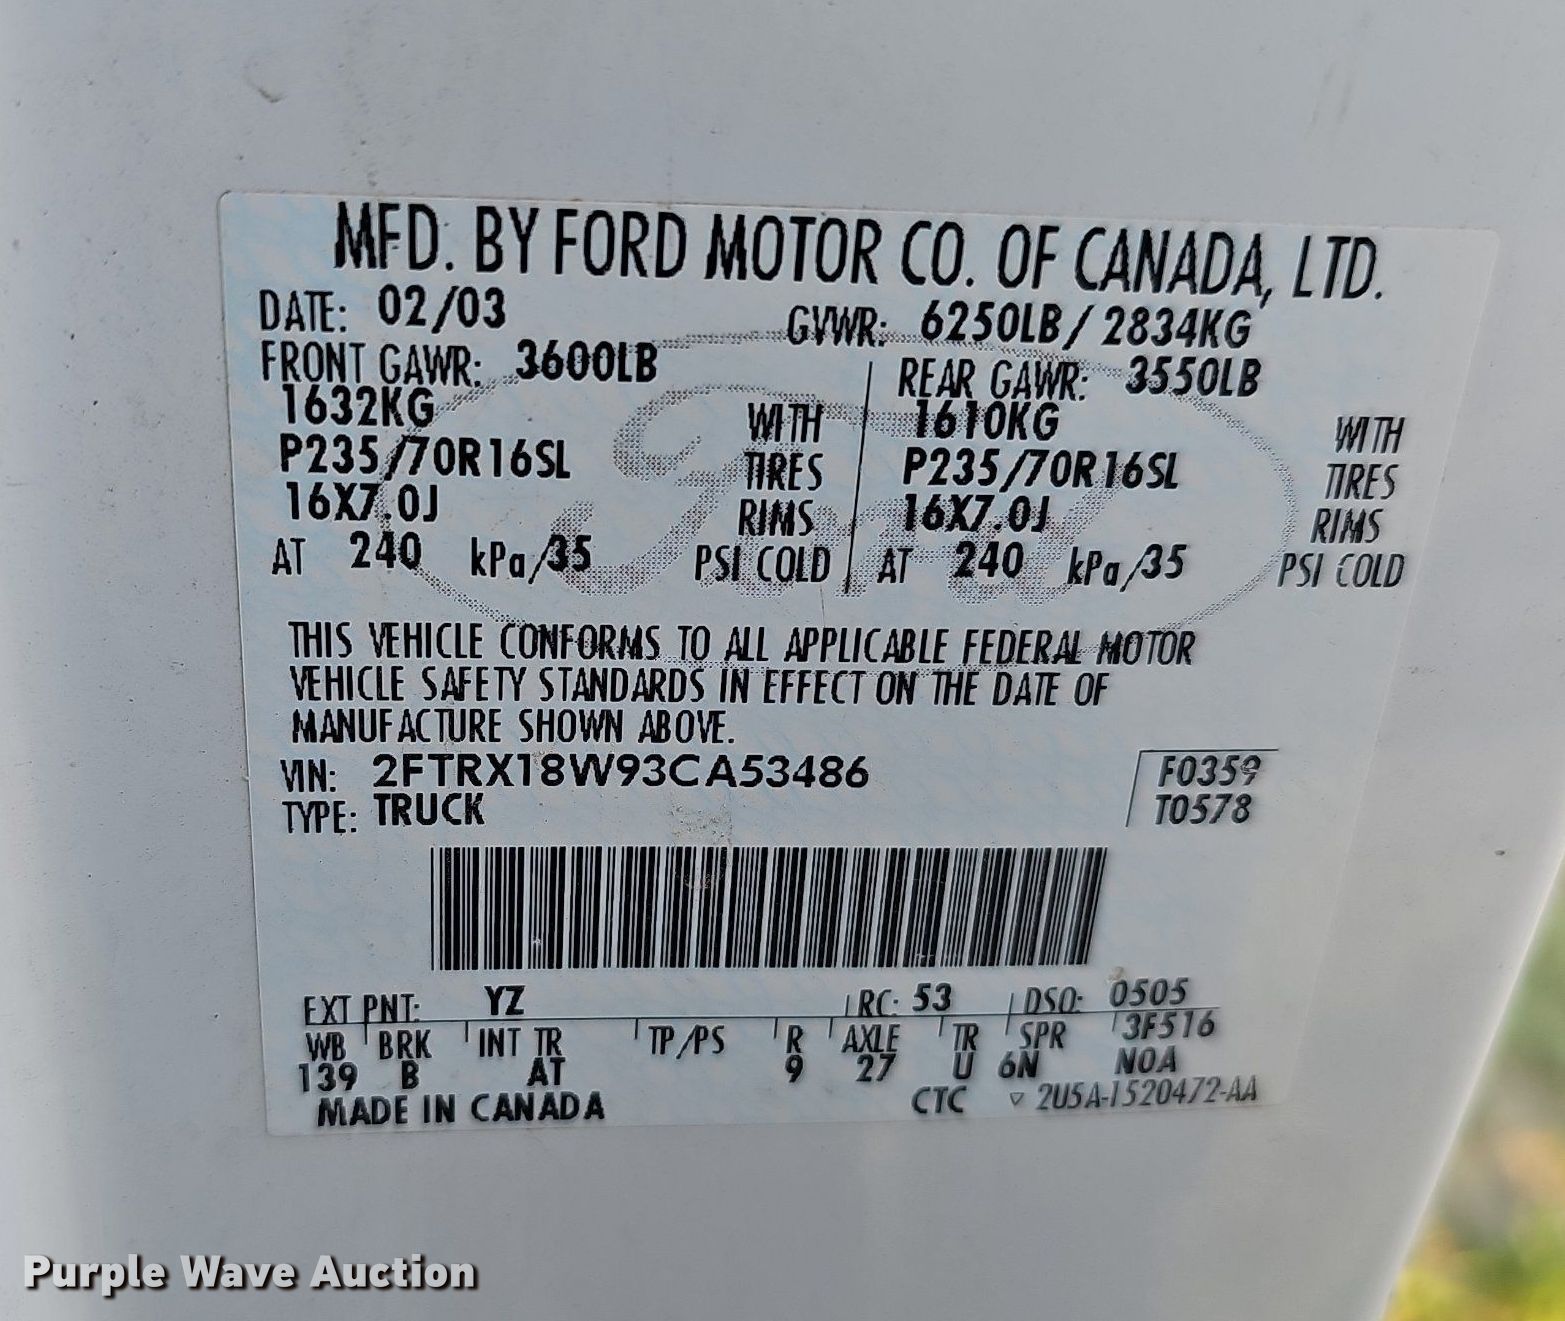 MFD. BY FORD MOTOR CO. OF CANADA, LTD.
DATE: 02/03 GVWR: 6250LB/2834KG
FRONT GAWR: 3600LB REAR GAWR: 3550LB
1632KG WITH 1610KG WITH
P235/70R16SL TIRES P235/70R16SL TIRES
16X7.0J RIMS 16X7.0J RIMS
AT 240 kPa/35 PSI COLD AT 240 kPa/35 PSI COLD
Ford
THIS VEHICLE CONFORMS TO ALL APPLICABLE FEDERAL MOTOR
VEHICLE SAFETY STANDARDS IN EFFECT ON THE DATE OF
MANUFACTURE SHOWN ABOVE.
VIN: 2FTRX18W93CA53486 F0359
TYPE: TRUCK T0578
EXT PNT: YZ RC: 53 DSO: 0505
WB BRK INT TR TP/PS R AXLE TR SPR 3F516
139 B AT 9 27 U 6N NOA
MADE IN CANADA CTC ▽ 2U5A-1520472-AA
Purple Wave Auction